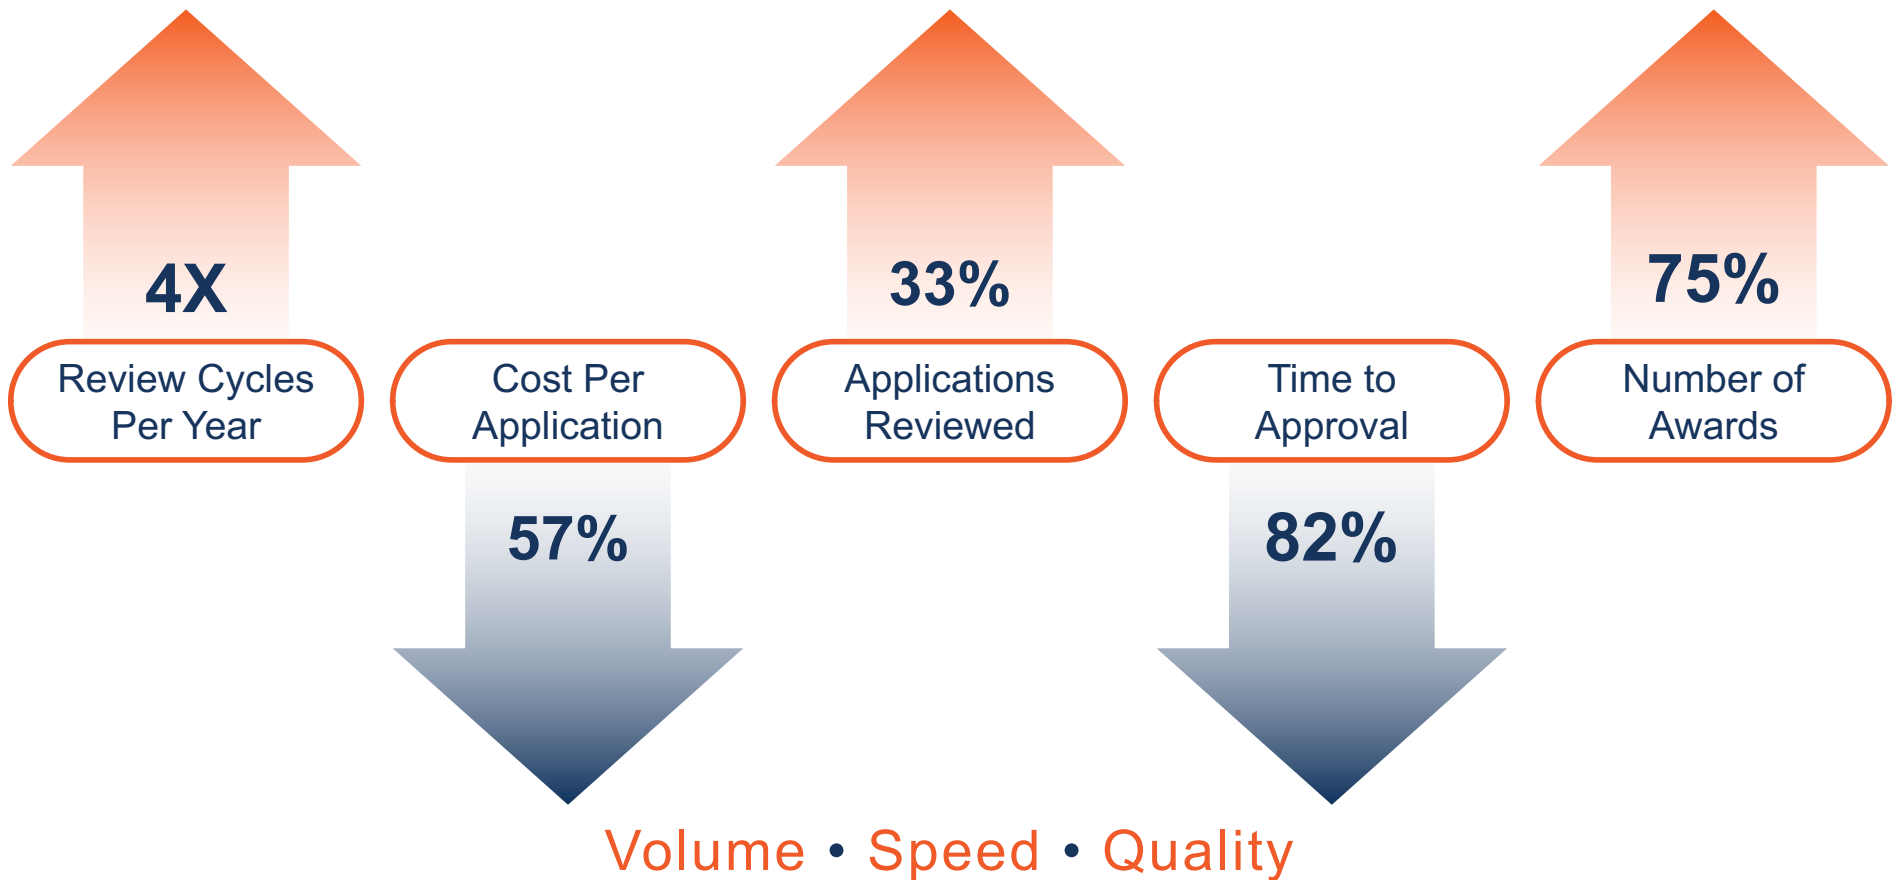 4X
Review Cycles
Per Year
Cost Per
Application
57%
33%
Applications
Reviewed
Time to
Approval
82%
75%
Number of
Awards
Volume • Speed • Quality